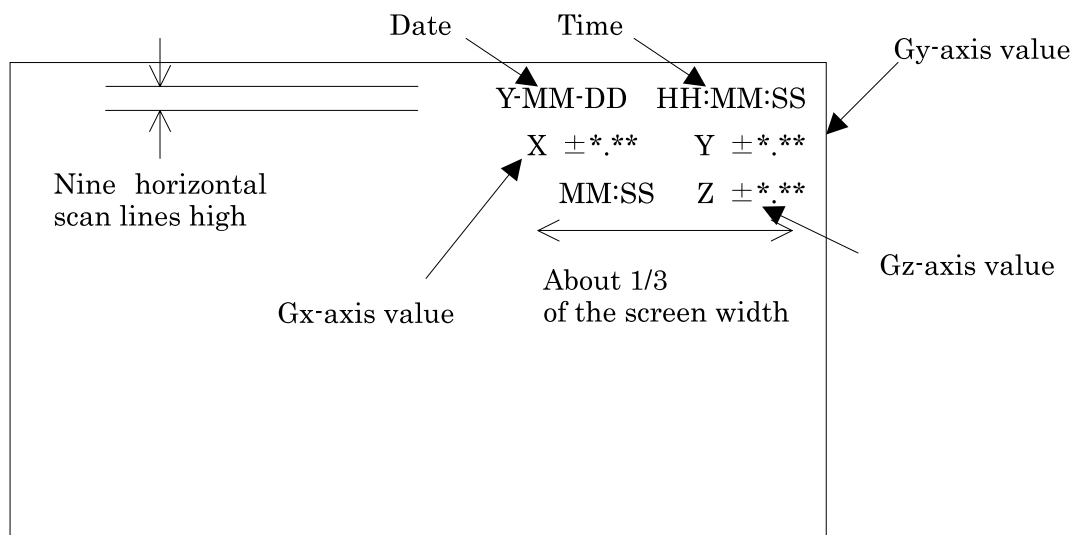 Date
Time
Gy-axis value
Y-MM-DD HH:MM:SS
X ±*.** Y ±*.**
MM:SS Z ±*.**
Nine horizontal
scan lines high
Gz-axis value
About 1/3
of the screen width
Gx-axis value